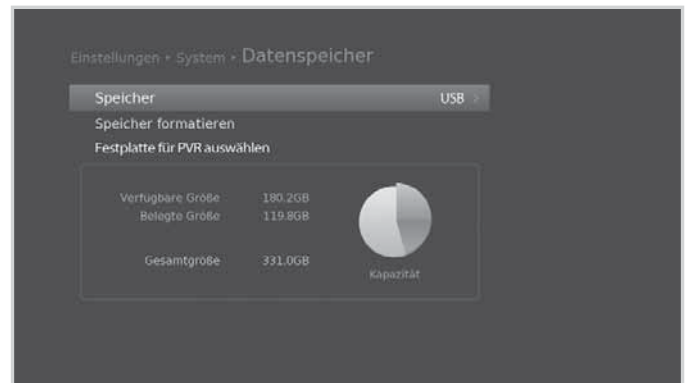 Einstellungen • System • Datenspeicher
Speicher USB >
Speicher formatieren
Festplatte für PVR auswählen
Verfügbare Größe 180.2GB
Belegte Größe 119.8GB
Gesamtgröße 331.0GB
Kapazität